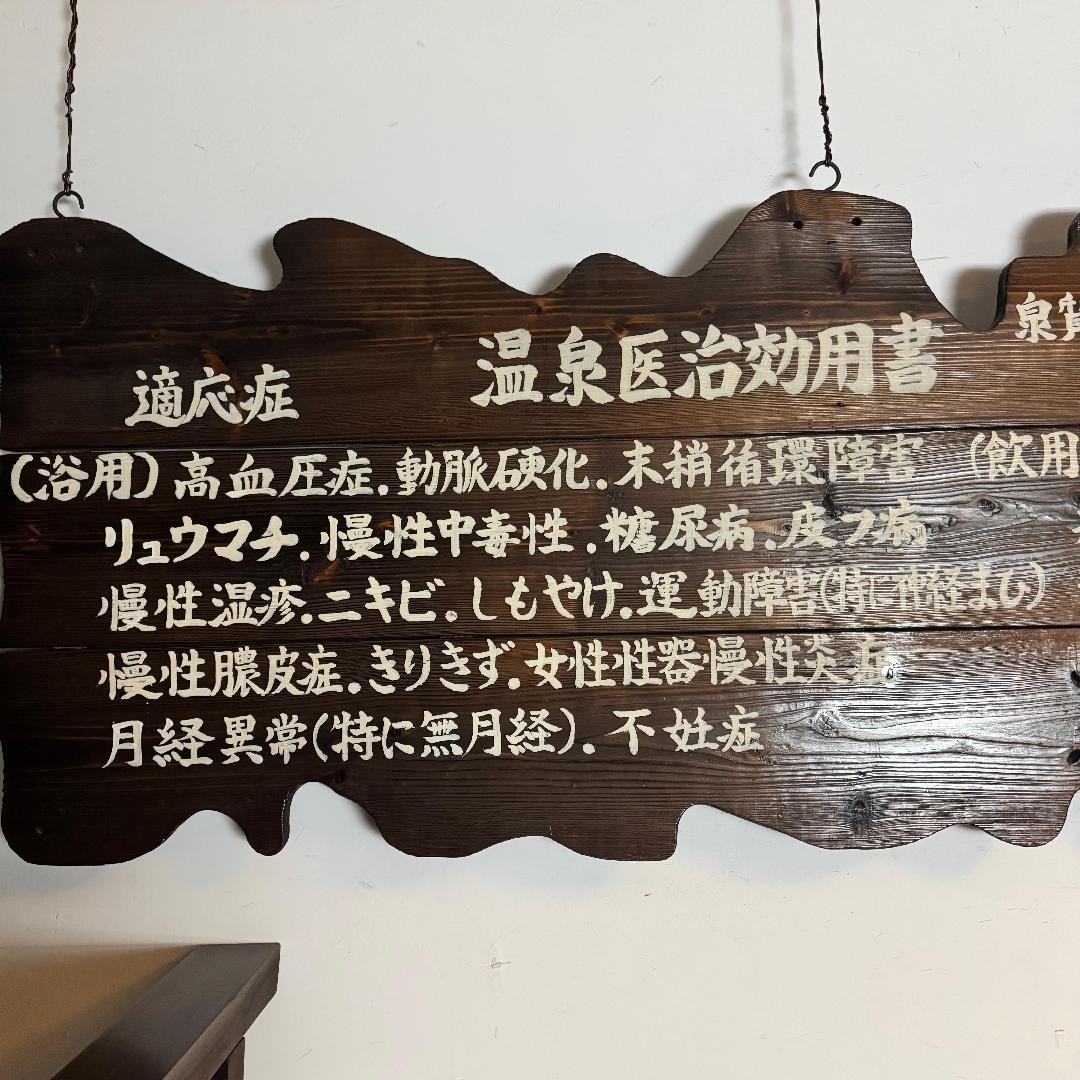 温泉医治効用書
泉質
適応症
(浴用)高血圧症.動脈硬化.末稍循環障害 (飲用
リュウマチ.慢性中毒性.糖尿病.皮フ病
慢性湿疹.ニキビ.しもやけ.運動障害(特に神経まひ)
慢性膿皮症.きりきず.女性性器慢性炎症
月経異常(特に無月経).不妊症